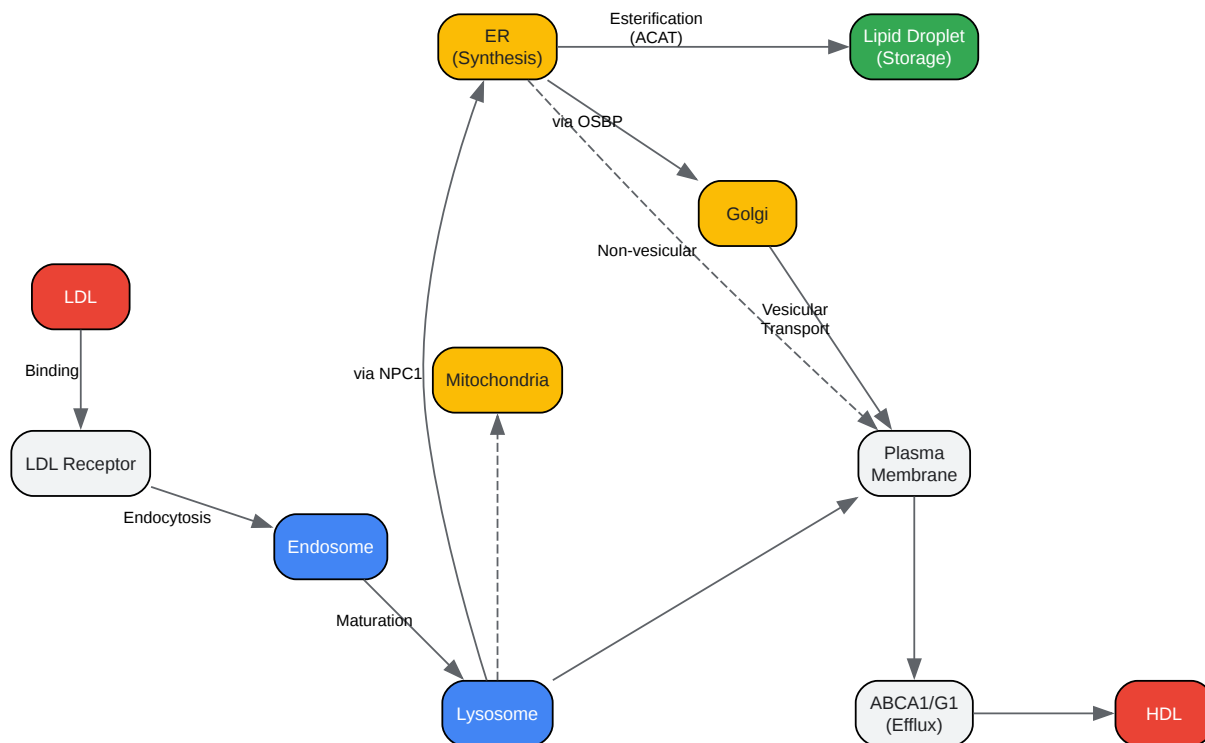 Esterification
(ACAT)
ER
(Synthesis)
Lipid Droplet
(Storage)
via OSBP
Golgi
Non-vesicular
LDL
Vesicular
Transport
Binding
via NPC1
Mitochondria
LDL Receptor
Plasma
Membrane
Endocytosis
Endosome
Maturation
Lysosome
ABCA1/G1
(Efflux)
HDL